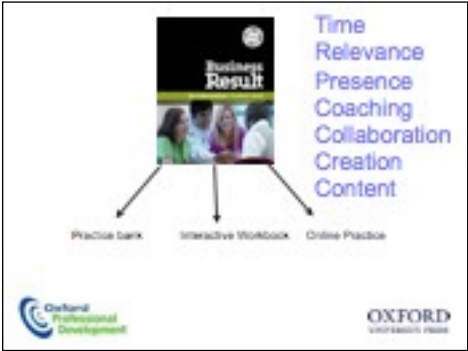 Business
Result
Time
Relevance
Presence
Coaching
Collaboration
Creation
Content
Practice bank
Interactive Workbook
Online Practice
Oxford
Professional
Development
OXFORD
UNIVERSITY PRESS